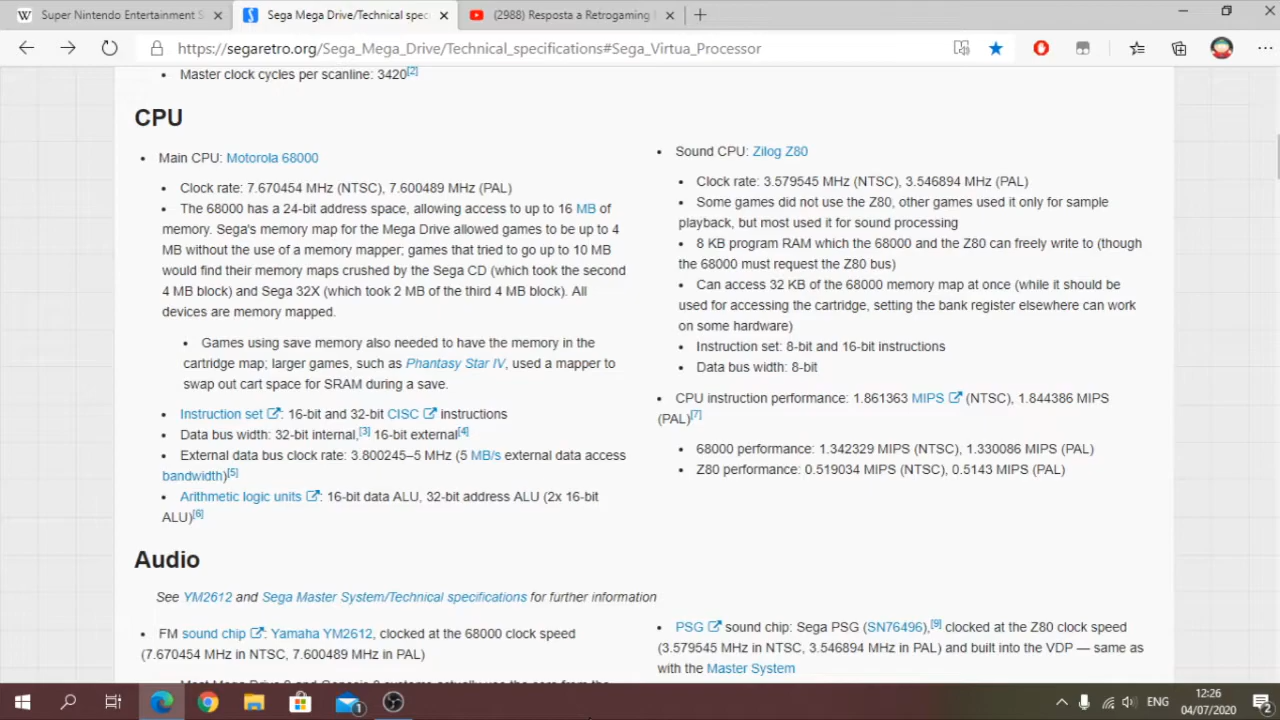 Super Nintendo Entertainment S
Sega Mega Drive/Technical spec
(2988) Resposta a Retrogaming
https://segaretro.org/Sega_Mega_Drive/Technical_specifications#Sega_Virtua_Processor
• Master clock cycles per scanline: 3420[2]
CPU
• Main CPU: Motorola 68000
• Clock rate: 7.670454 MHz (NTSC), 7.600489 MHz (PAL)
• The 68000 has a 24-bit address space, allowing access to up to 16 MB of
memory. Sega's memory map for the Mega Drive allowed games to be up to 4
MB without the use of a memory mapper; games that tried to go up to 10 MB
would find their memory maps crushed by the Sega CD (which took the second
4 MB block) and Sega 32X (which took 2 MB of the third 4 MB block). All
devices are memory mapped.
• Games using save memory also needed to have the memory in the
cartridge map; larger games, such as Phantasy Star IV, used a mapper to
swap out cart space for SRAM during a save.
• Instruction set: 16-bit and 32-bit CISC instructions
• Data bus width: 32-bit internal,[3] 16-bit external[4]
• External data bus clock rate: 3.800245–5 MHz (5 MB/s external data access
bandwidth)[5]
• Arithmetic logic units: 16-bit data ALU, 32-bit address ALU (2x 16-bit
ALU)[6]
• Sound CPU: Zilog Z80
• Clock rate: 3.579545 MHz (NTSC), 3.546894 MHz (PAL)
• Some games did not use the Z80, other games used it only for sample
playback, but most used it for sound processing
• 8 KB program RAM which the 68000 and the Z80 can freely write to (though
the 68000 must request the Z80 bus)
• Can access 32 KB of the 68000 memory map at once (while it should be
used for accessing the cartridge, setting the bank register elsewhere can work
on some hardware)
• Instruction set: 8-bit and 16-bit instructions
• Data bus width: 8-bit
• CPU instruction performance: 1.861363 MIPS (NTSC), 1.844386 MIPS
(PAL)[7]
• 68000 performance: 1.342329 MIPS (NTSC), 1.330086 MIPS (PAL)
• Z80 performance: 0.519034 MIPS (NTSC), 0.5143 MIPS (PAL)
Audio
See YM2612 and Sega Master System/Technical specifications for further information
• FM sound chip: Yamaha YM2612, clocked at the 68000 clock speed
(7.670454 MHz in NTSC, 7.600489 MHz in PAL)
• PSG sound chip: Sega PSG (SN76496),[9] clocked at the Z80 clock speed
(3.579545 MHz in NTSC, 3.546894 MHz in PAL) and built into the VDP — same as
with the Master System
1
ENG
12:26
04/07/2020
2